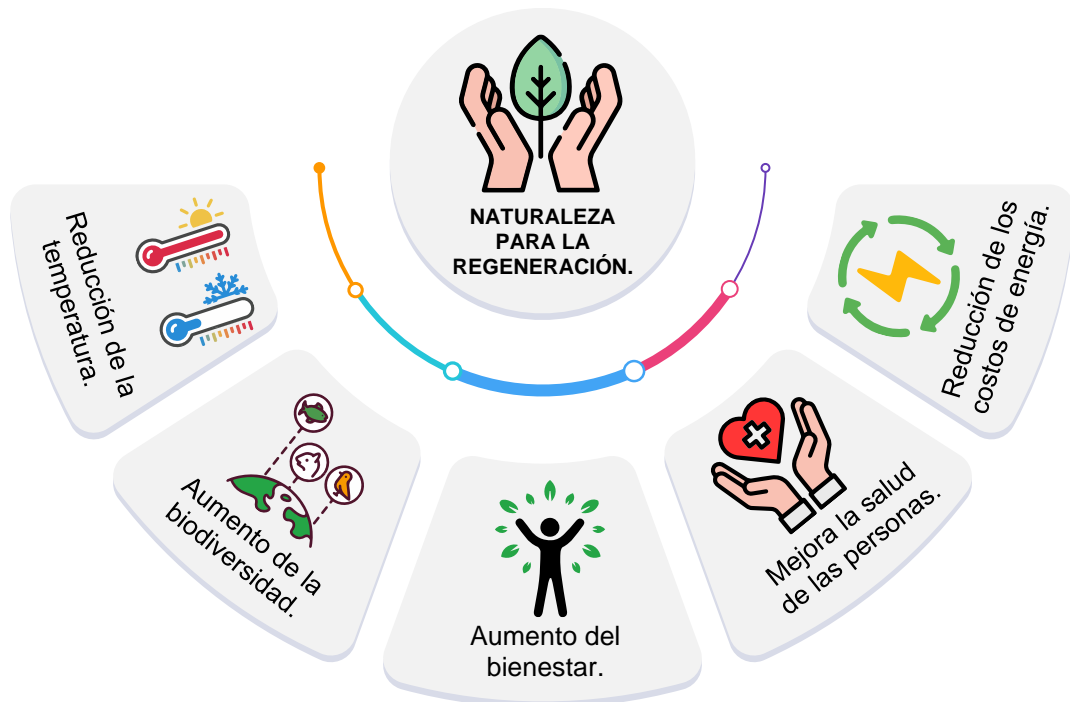 NATURALEZA
PARA LA
REGENERACIÓN.
Reducción de la
temperatura.
Aumento de la
biodiversidad.
Aumento del
bienestar.
Mejora la salud
de las personas.
Reducción de los
costos de energía.